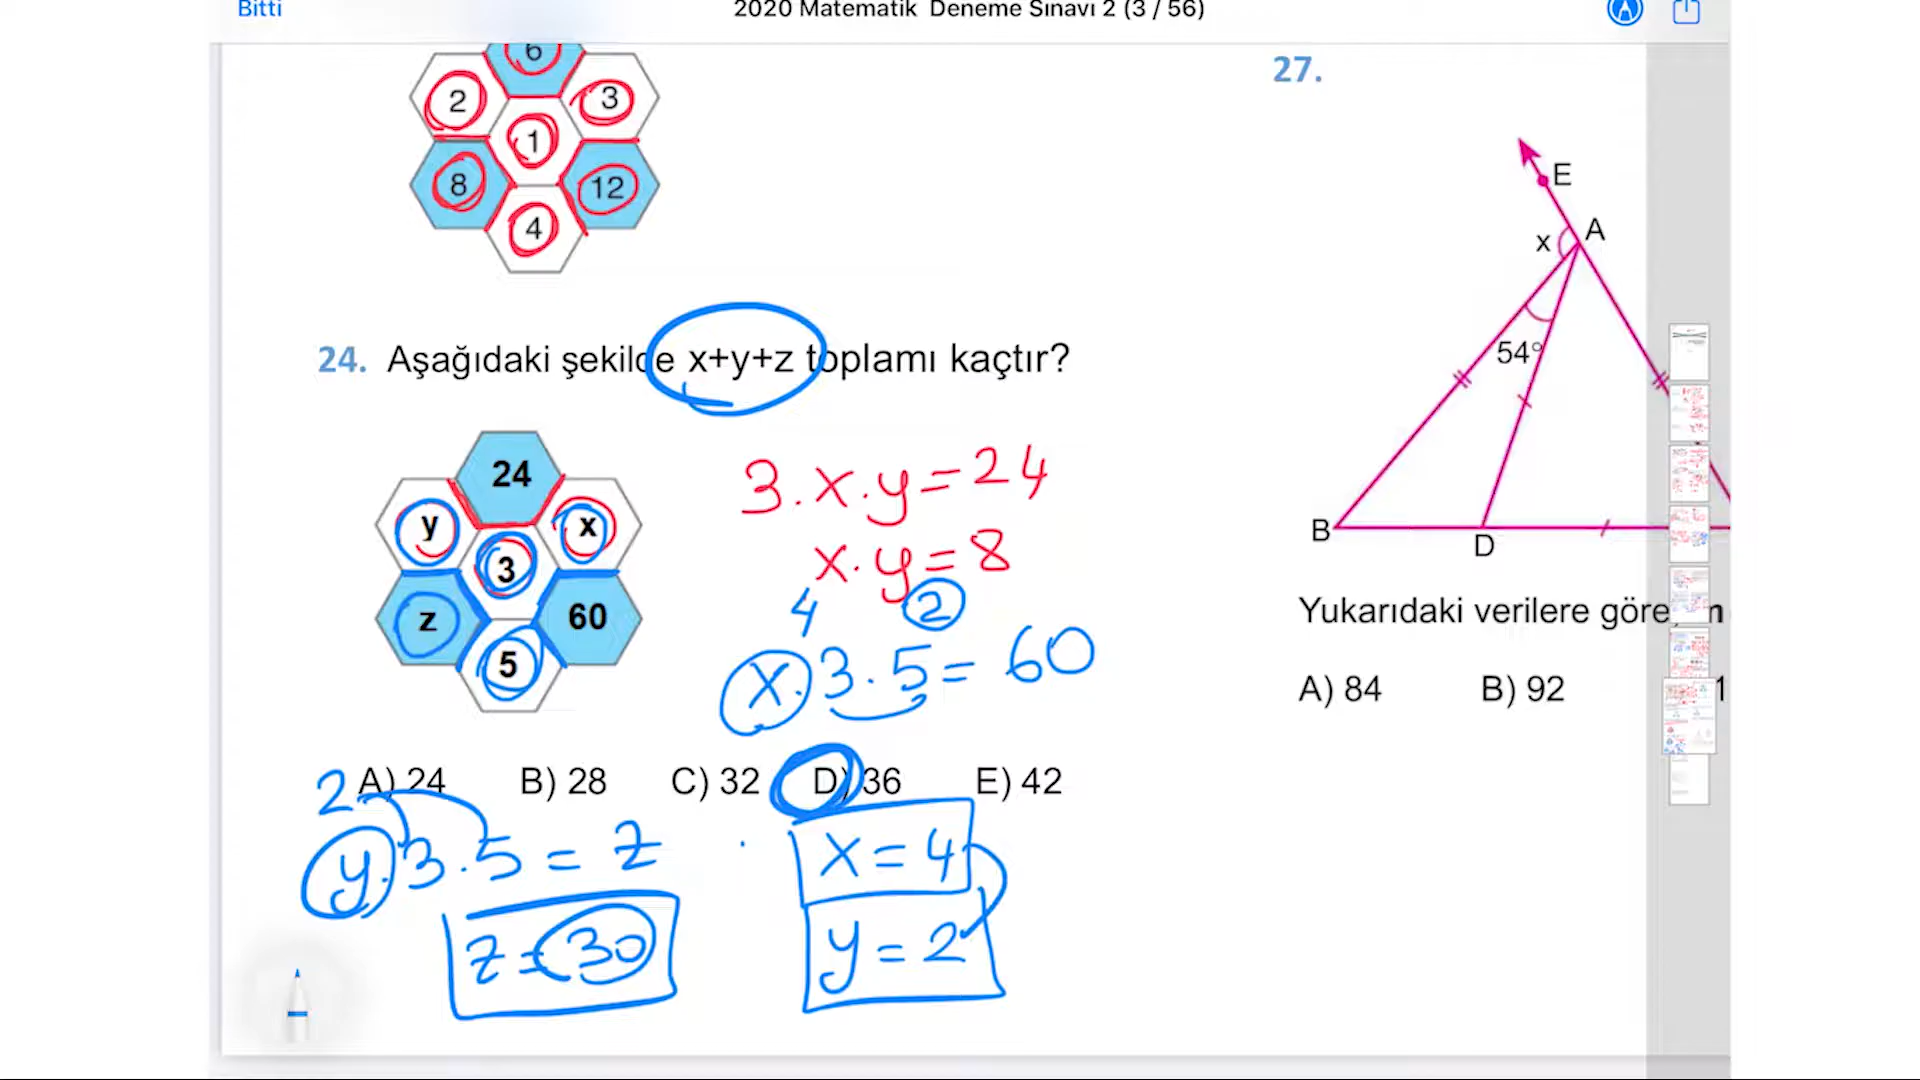 Bitti
2020 Matematik Deneme Sınavı 2 (3 / 56)
6
2
3
1
8
12
4
24. Aşağıdaki şekilde x+y+z toplamı kaçtır?
24
y
x
3
z
60
5
3.x.y=24
x.y=8
4
2
x.3.5=60
A) 24 B) 28 C) 32 D) 36 E) 42
2
y.3.5=z
z=30
x=4
y=2
27.
E
A
x
54°
B
D
Yukarıdaki verilere göre,
A) 84 B) 92